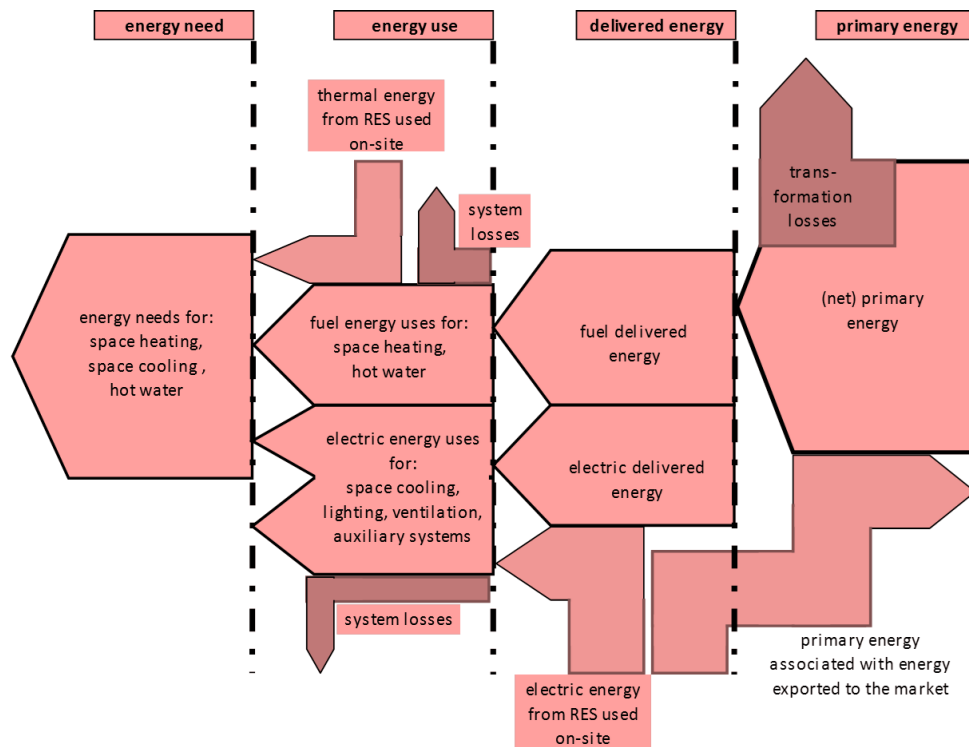 energy need
energy use
delivered energy
primary energy
thermal energy
from RES used
on-site
system
losses
trans-
formation
losses
energy needs for:
space heating,
space cooling ,
hot water
fuel energy uses for:
space heating,
hot water
fuel delivered
energy
(net) primary
energy
electric energy uses
for:
space cooling,
lighting, ventilation,
auxiliary systems
electric delivered
energy
system losses
electric energy
from RES used
on-site
primary energy
associated with energy
exported to the market